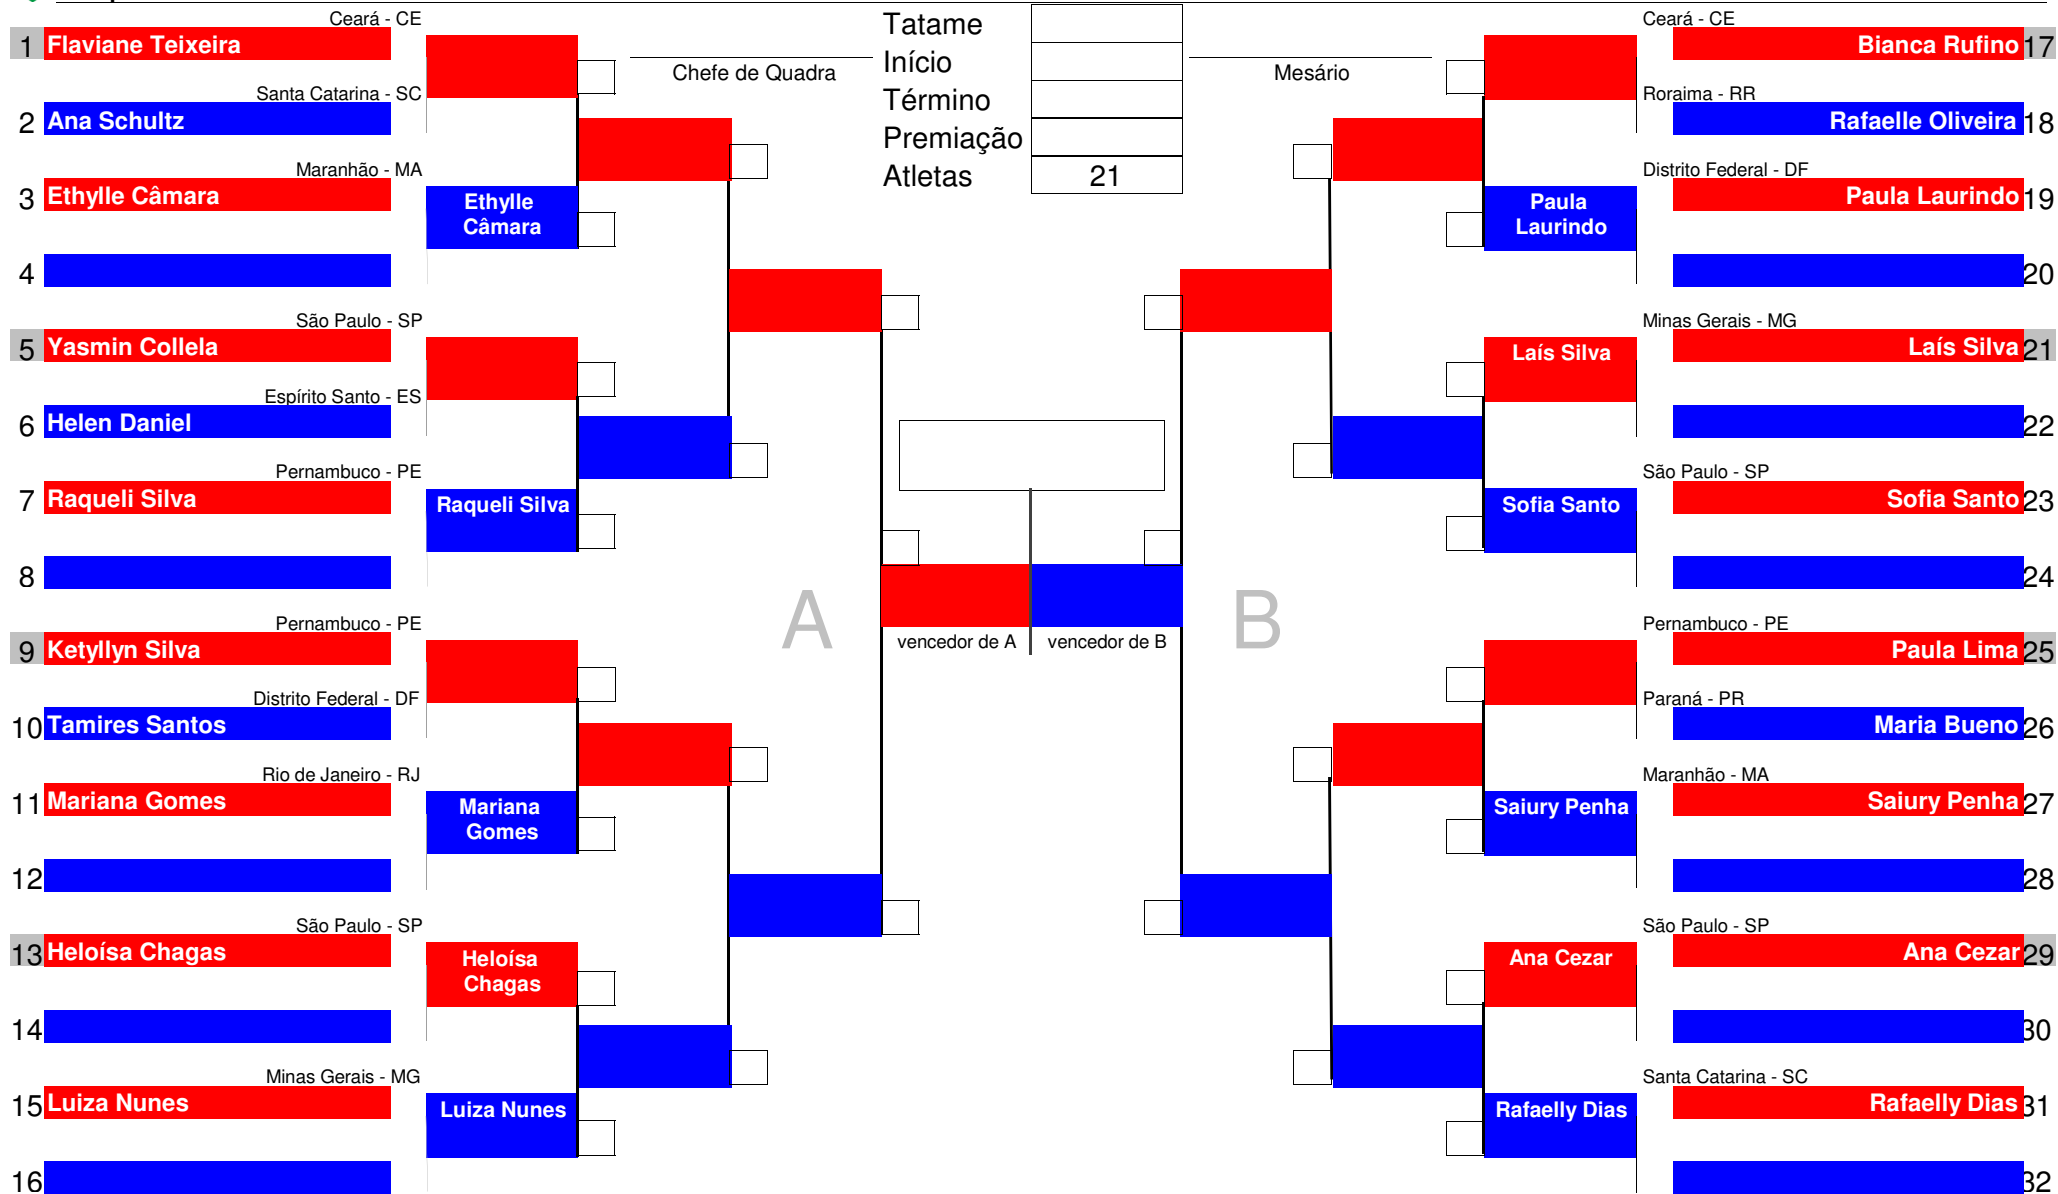 Ceará - CE
1 Flaviane Teixeira
Santa Catarina - SC
2 Ana Schultz
Maranhão - MA
3 Ethylle Câmara
Ethylle
Câmara
4
São Paulo - SP
5 Yasmin Collela
Espírito Santo - ES
6 Helen Daniel
Pernambuco - PE
7 Raqueli Silva
Raqueli Silva
8
Pernambuco - PE
9 Ketyllyn Silva
Distrito Federal - DF
10 Tamires Santos
Rio de Janeiro - RJ
11 Mariana Gomes
Mariana
Gomes
12
São Paulo - SP
13 Heloísa Chagas
Heloísa
Chagas
14
Minas Gerais - MG
15 Luiza Nunes
Luiza Nunes
16
Chefe de Quadra
Tatame
Início
Término
Premiação
Atletas 21
Mesário
A
vencedor de A
vencedor de B
B
Ceará - CE
Bianca Rufino 17
Roraima - RR
Rafaelle Oliveira 18
Distrito Federal - DF
Paula Laurindo 19
Paula
Laurindo
20
Minas Gerais - MG
Laís Silva 21
Laís Silva
22
São Paulo - SP
Sofia Santo 23
Sofia Santo
24
Pernambuco - PE
Paula Lima 25
Paraná - PR
Maria Bueno 26
Maranhão - MA
Saiury Penha 27
Saiury Penha
28
São Paulo - SP
Ana Cezar 29
Ana Cezar
30
Santa Catarina - SC
Rafaelly Dias 31
Rafaelly Dias
32